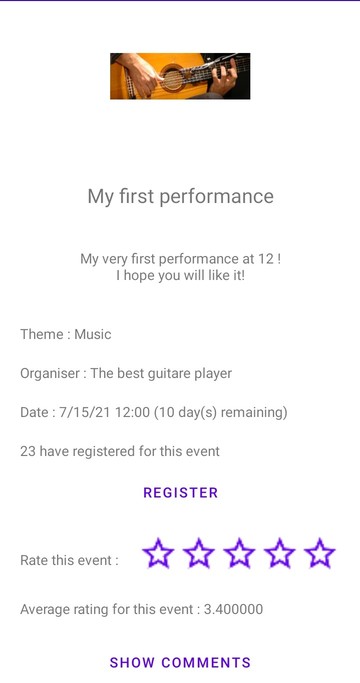 My first performance
My very first performance at 12 !
I hope you will like it!
Theme : Music
Organiser : The best guitare player
Date : 7/15/21 12:00 (10 day(s) remaining)
23 have registered for this event
REGISTER
Rate this event :
Average rating for this event : 3.400000
SHOW COMMENTS